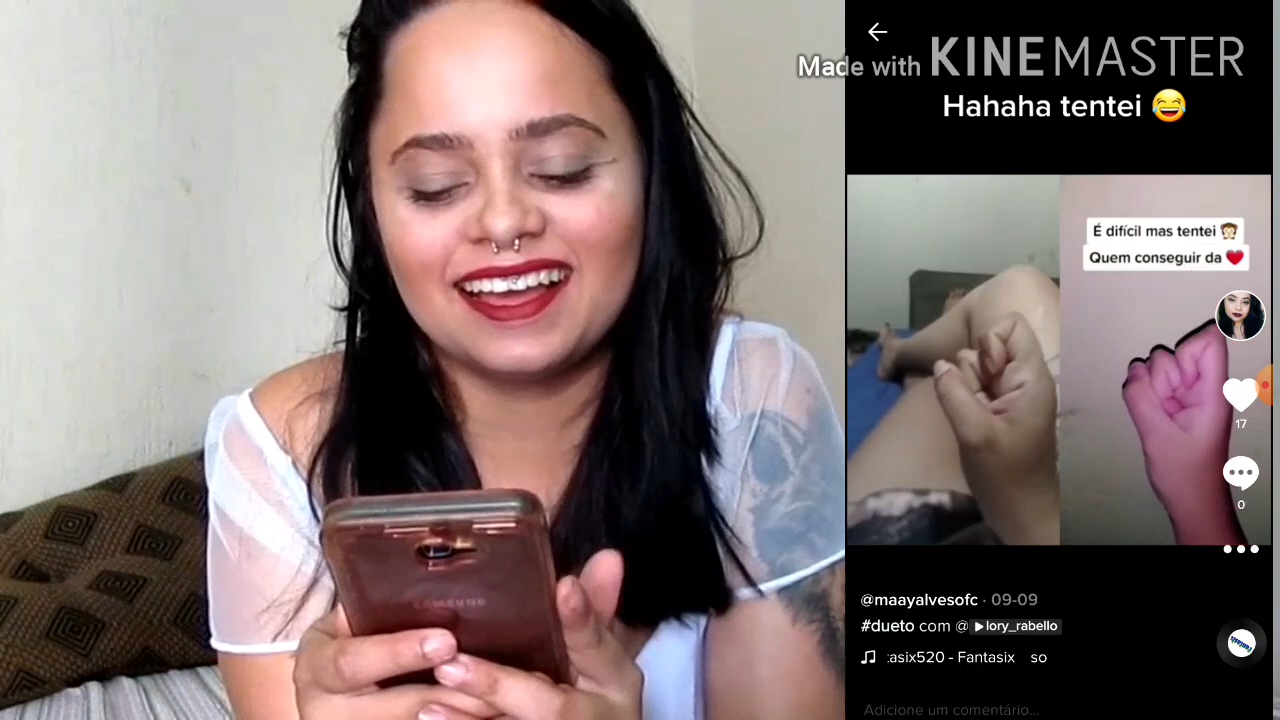 Made with KINEMASTER
Hahaha tentei 😂
É difícil mas tentei 🙊
Quem conseguir da ❤️
17
0
@maayalvesofc · 09-09
#dueto com @ lory_rabello
:asix520 - Fantasix so
Adicione um comentário...
SAMSUNG